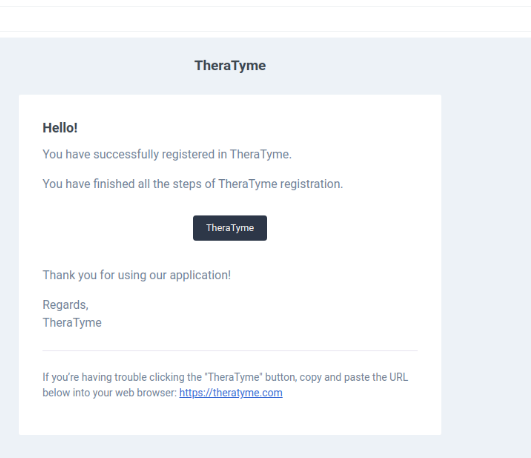 TheraTyme
Hello!
You have successfully registered in TheraTyme.
You have finished all the steps of TheraTyme registration.
TheraTyme
Thank you for using our application!
Regards,
TheraTyme
If you're having trouble clicking the "TheraTyme" button, copy and paste the URL
below into your web browser: https://theratyme.com